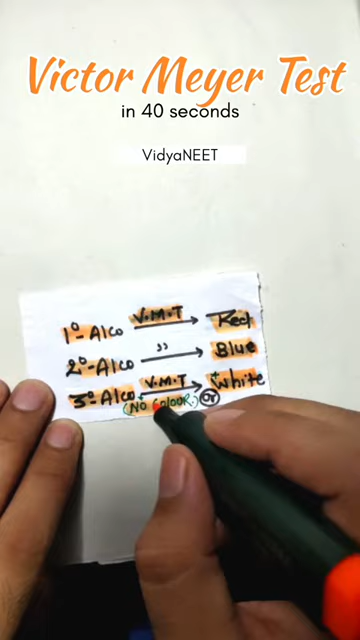 Victor Meyer Test
in 40 seconds
VidyaNEET
1°-Alco V.M.T Red
2°-Alco ,, Blue
3°-Alco V.M.T White
(No Colour.) or